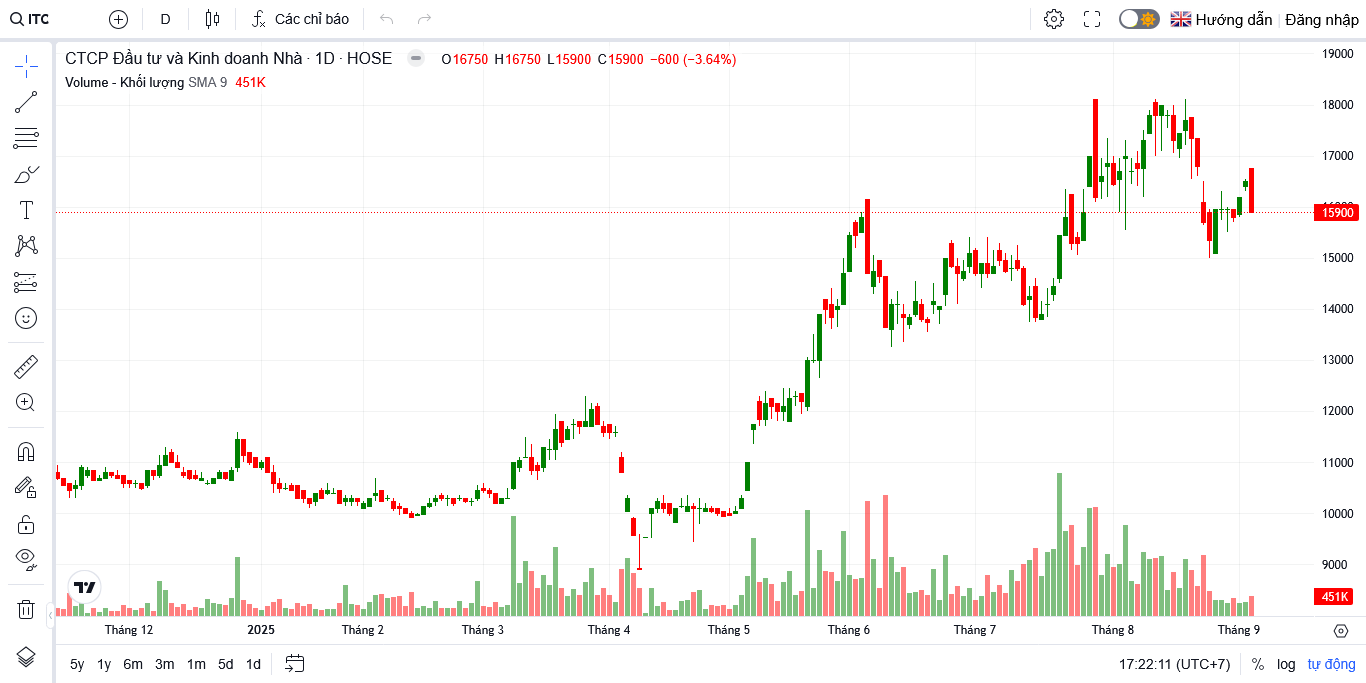 ITC D Các chỉ báo Hướng dẫn Đăng nhập
CTCP Đầu tư và Kinh doanh Nhà · 1D · HOSE O16750 H16750 L15900 C15900 −600 (−3.64%)
Volume - Khối lượng SMA 9 451K
19000
18000
17000
16000
15900
15000
14000
13000
12000
11000
10000
9000
451K
Tháng 12 2025 Tháng 2 Tháng 3 Tháng 4 Tháng 5 Tháng 6 Tháng 7 Tháng 8 Tháng 9
5y 1y 6m 3m 1m 5d 1d 17:22:11 (UTC+7) % log tự động